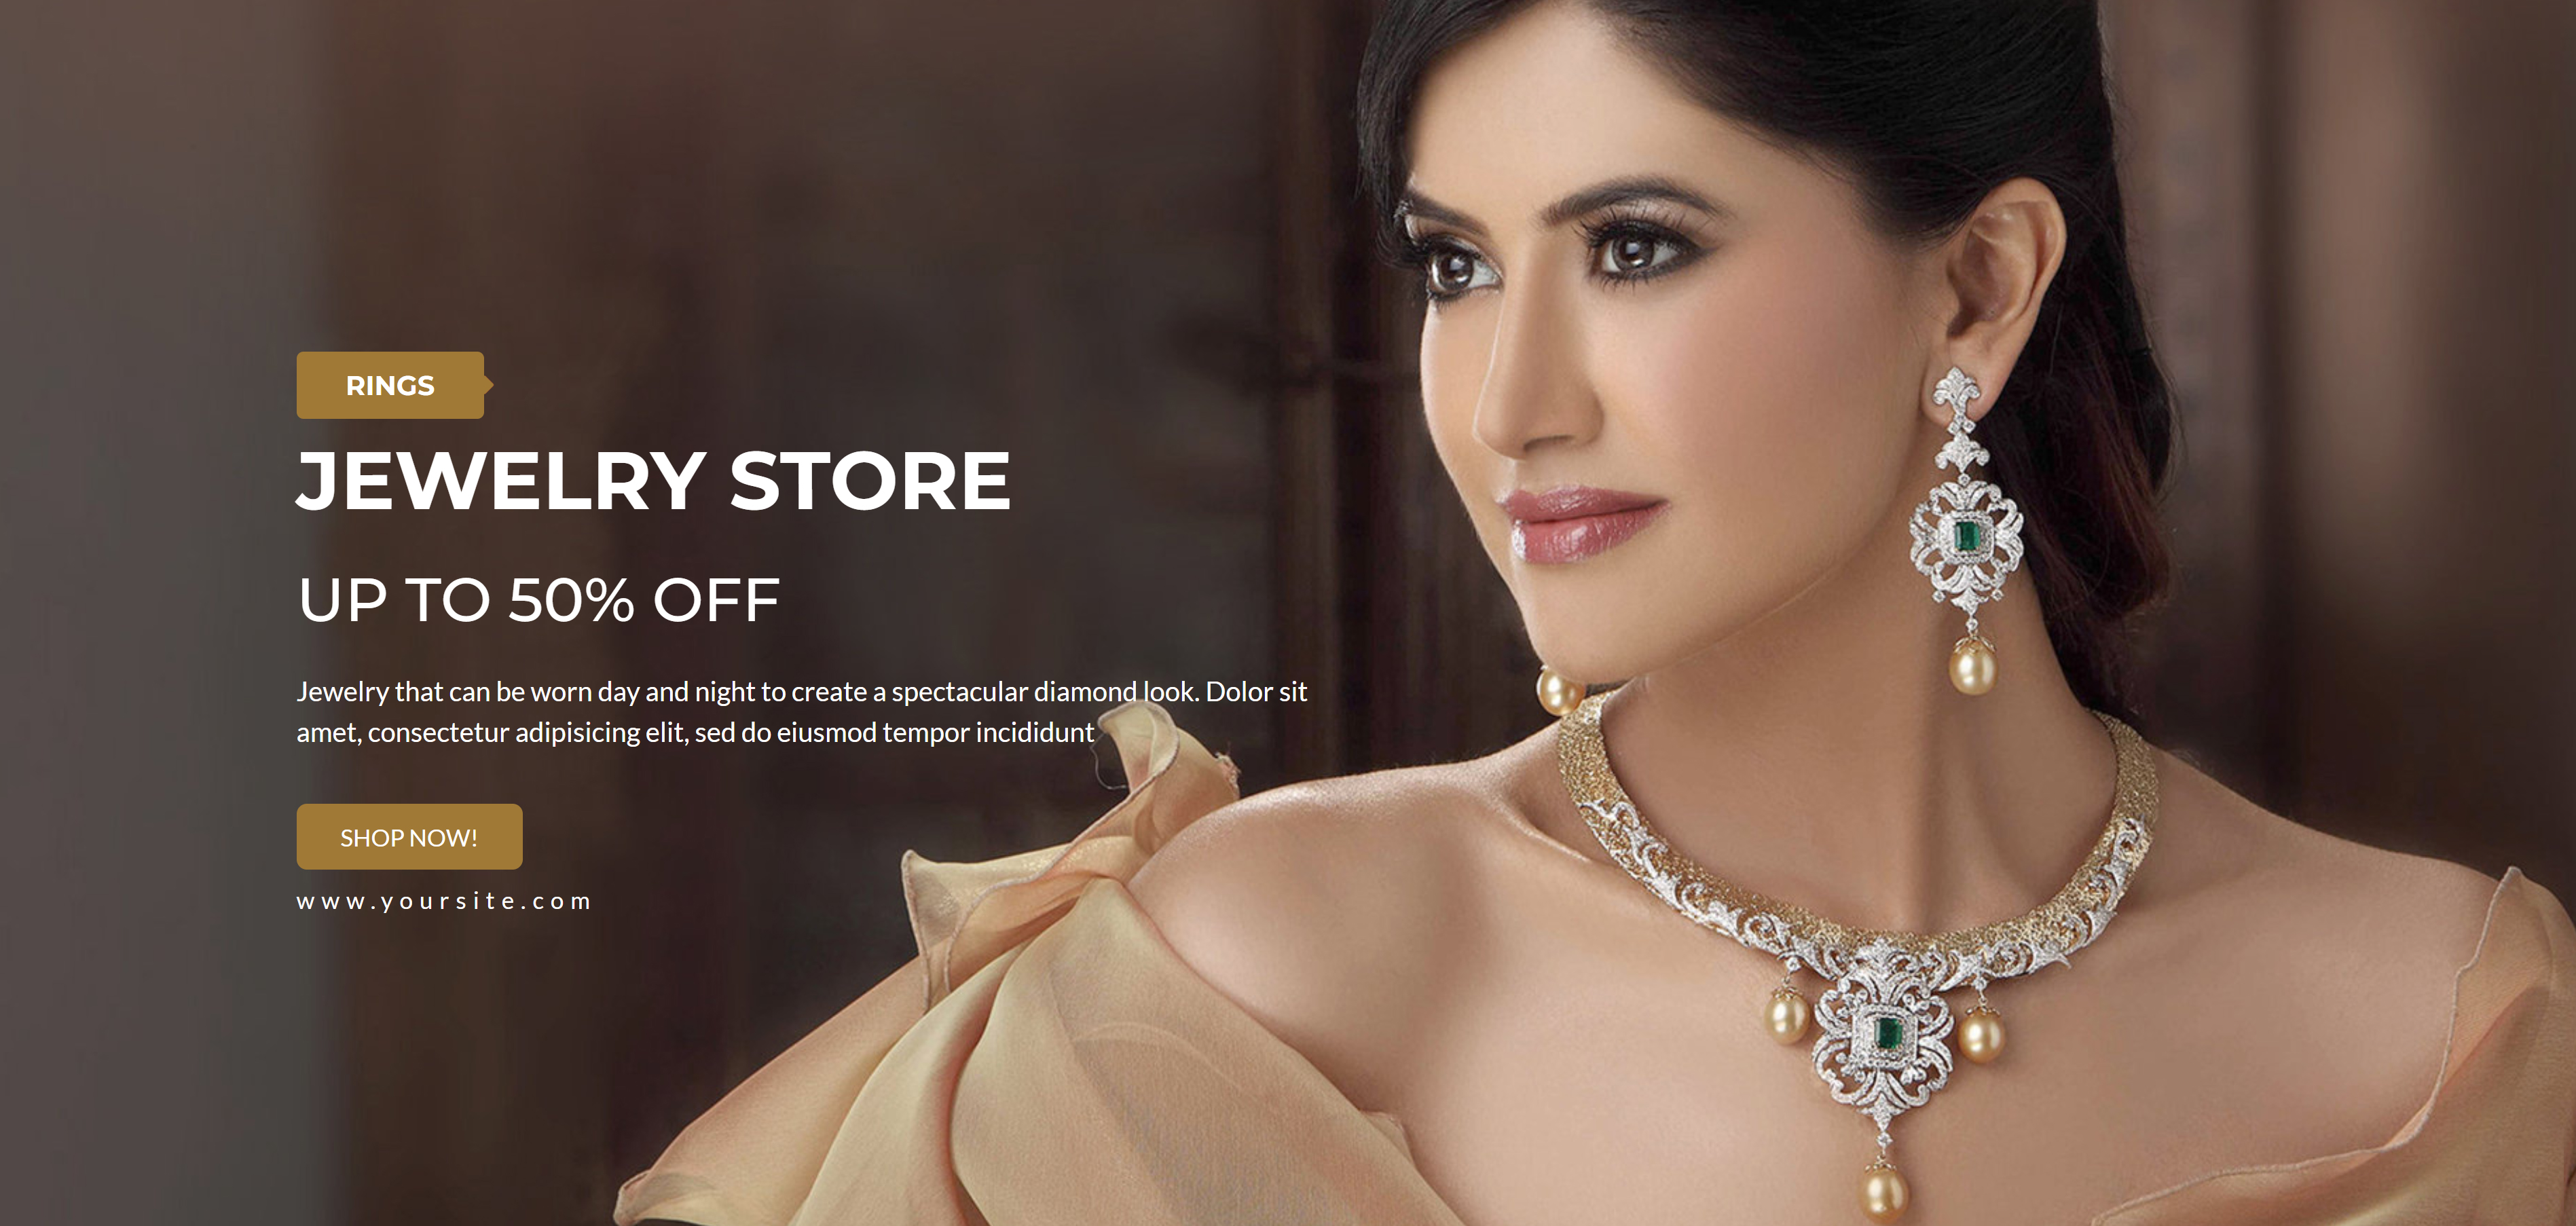 RINGS
JEWELRY STORE
UP TO 50% OFF
Jewelry that can be worn day and night to create a spectacular diamond look. Dolor sit
amet, consectetur adipisicing elit, sed do eiusmod tempor incididunt
SHOP NOW!
www.yoursite.com